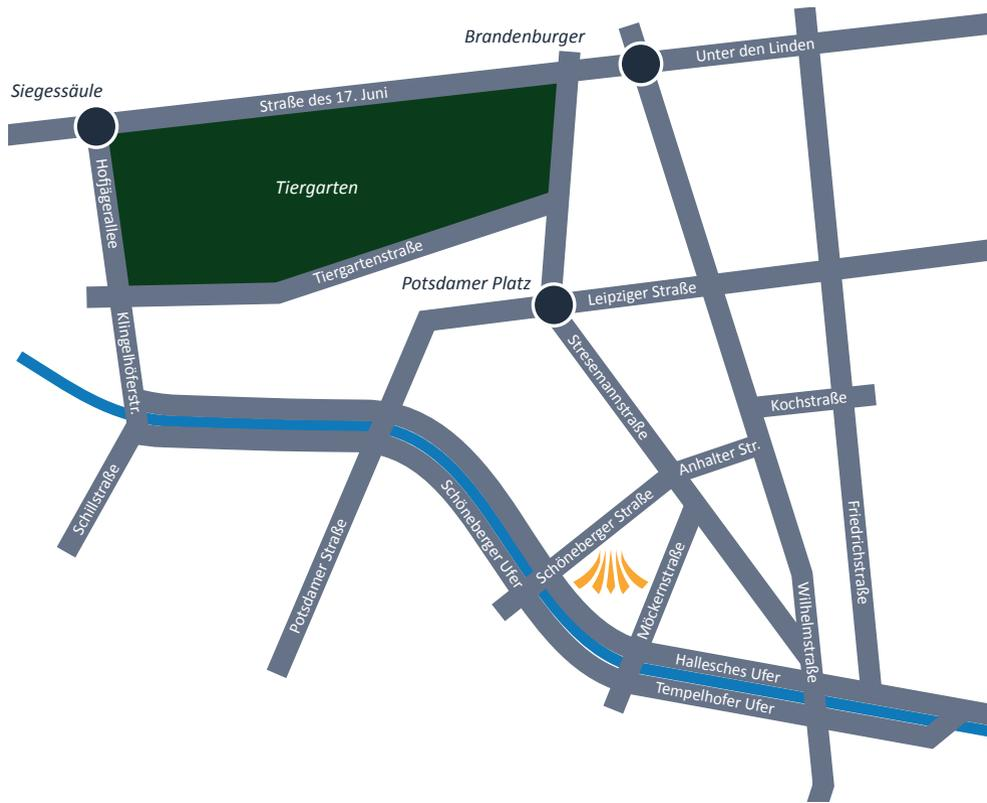 Brandenburger
Unter den Linden
Siegessäule
Straße des 17. Juni
Hofjägerallee
Tiergarten
Tiergartenstraße
Potsdamer Platz
Leipziger Straße
Klingelhöferstr.
Stresemannstraße
Kochstraße
Anhalter Str.
Schillstraße
Schöneberger Ufer
Schöneberger Straße
Friedrichstraße
Potsdamer Straße
Möckernstraße
Wilhelmstraße
Hallesches Ufer
Tempelhofer Ufer